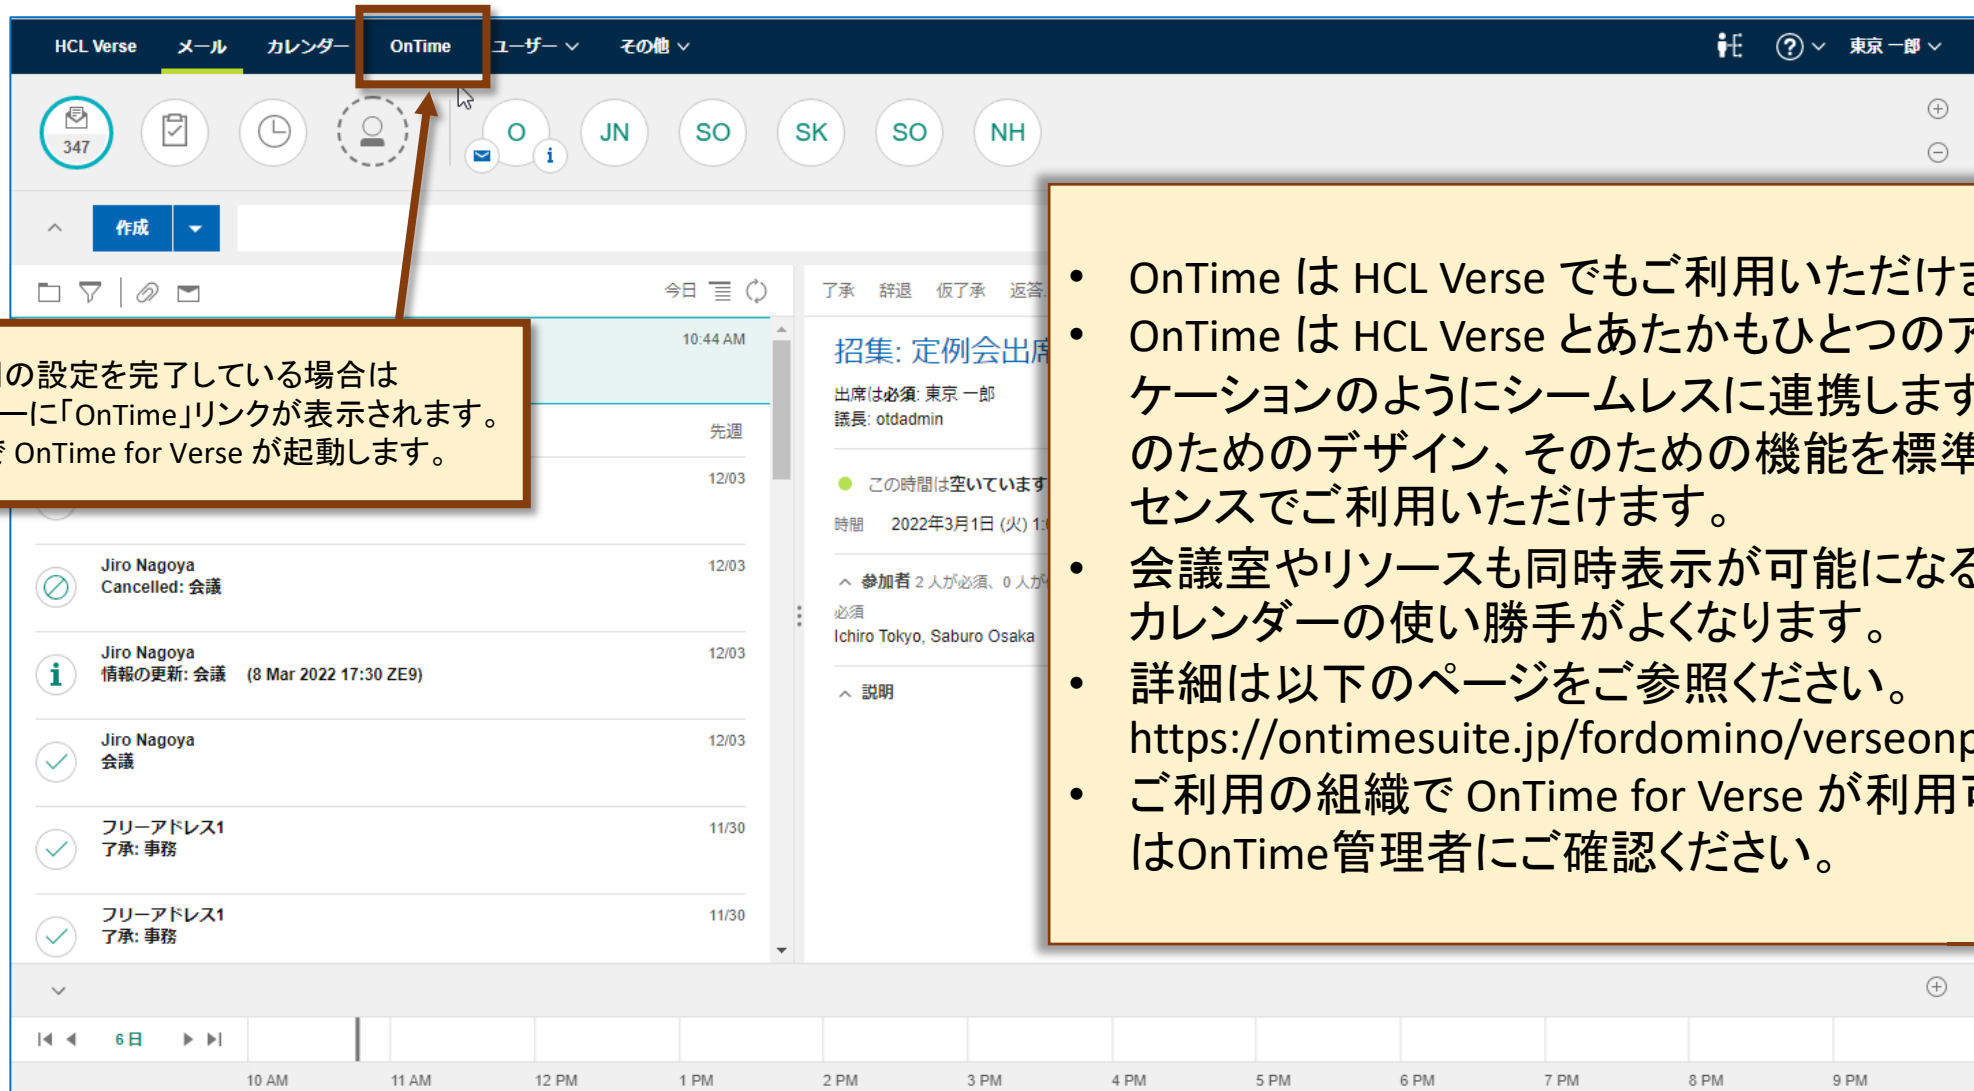 HCL Verse メール カレンダー OnTime ユーザー その他 東京 一郎
347
O JN SO SK SO NH
作成
今日
了承 辞退 仮了承 返答
10:44 AM
の設定を完了している場合は
ーに「OnTime」リンクが表示されます。
で OnTime for Verse が起動します。
先週
12/03
Jiro Nagoya 12/03
Cancelled: 会議
Jiro Nagoya 12/03
情報の更新: 会議 (8 Mar 2022 17:30 ZE9)
Jiro Nagoya 12/03
会議
フリーアドレス1 11/30
了承: 事務
フリーアドレス1 11/30
了承: 事務
招集: 定例会出席
出席は必須: 東京 一郎
議長: otdadmin
この時間は空いています
時間 2022年3月1日 (火) 1:
参加者 2 人が必須、0 人が
必須
Ichiro Tokyo, Saburo Osaka
説明
• OnTime は HCL Verse でもご利用いただけま
• OnTime は HCL Verse とあたかもひとつのア
ケーションのようにシームレスに連携します
のためのデザイン、そのための機能を標準
センスでご利用いただけます。
• 会議室やリソースも同時表示が可能になる
カレンダーの使い勝手がよくなります。
• 詳細は以下のページをご参照ください。
https://ontimesuite.jp/fordomino/verseonp
• ご利用の組織で OnTime for Verse が利用可
はOnTime管理者にご確認ください。
6日
10 AM 11 AM 12 PM 1 PM 2 PM 3 PM 4 PM 5 PM 6 PM 7 PM 8 PM 9 PM